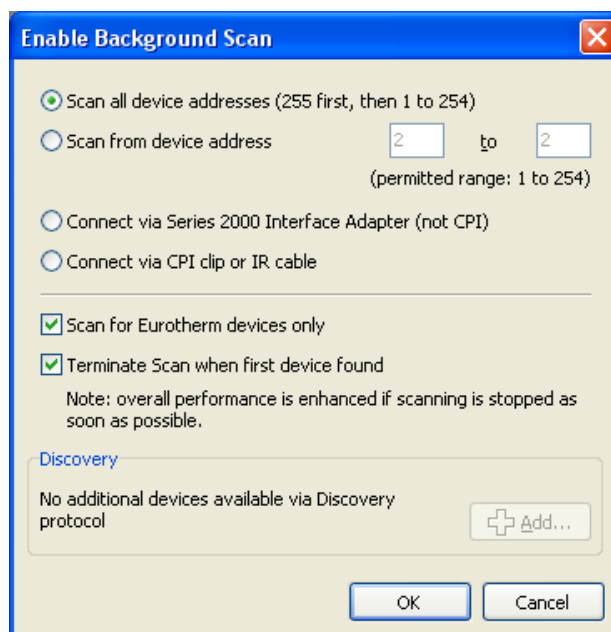 Enable Background Scan
Scan all device addresses (255 first, then 1 to 254)
Scan from device address 2 to 2
(permitted range: 1 to 254)
Connect via Series 2000 Interface Adapter (not CPI)
Connect via CPI clip or IR cable
Scan for Eurotherm devices only
Terminate Scan when first device found
Note: overall performance is enhanced if scanning is stopped as
soon as possible.
Discovery
No additional devices available via Discovery
protocol
Add...
OK Cancel